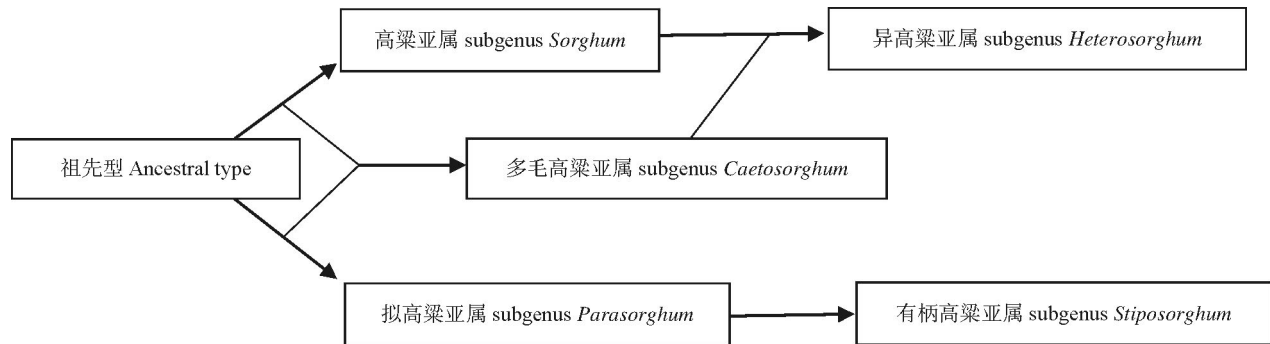 高粱亚属 subgenus Sorghum
异高粱亚属 subgenus Heterosorghum
祖先型 Ancestral type
多毛高粱亚属 subgenus Caetosorghum
拟高粱亚属 subgenus Parasorghum
有柄高粱亚属 subgenus Stiposorghum